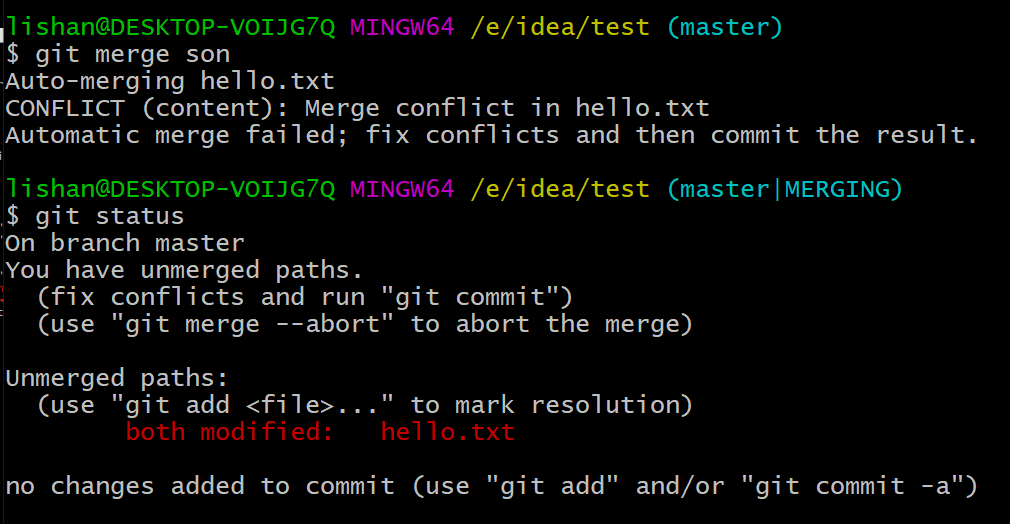 lishan@DESKTOP-VOIJG7Q MINGW64 /e/idea/test (master)
$ git merge son
Auto-merging hello.txt
CONFLICT (content): Merge conflict in hello.txt
Automatic merge failed; fix conflicts and then commit the result.
lishan@DESKTOP-VOIJG7Q MINGW64 /e/idea/test (master|MERGING)
$ git status
On branch master
You have unmerged paths.
(fix conflicts and run "git commit")
(use "git merge --abort" to abort the merge)
Unmerged paths:
(use "git add <file>..." to mark resolution)
both modified: hello.txt
no changes added to commit (use "git add" and/or "git commit -a")